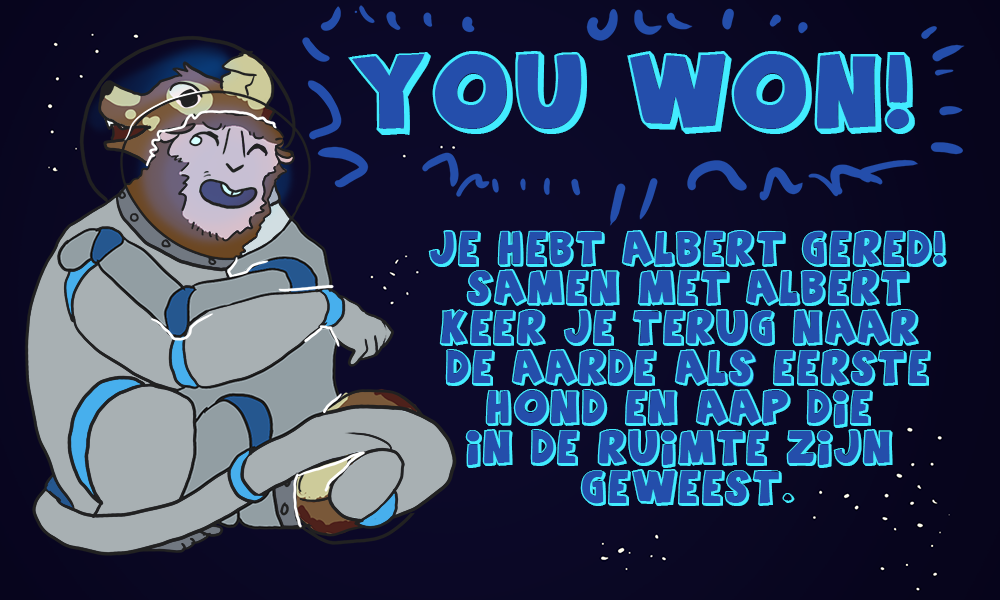 YOU WON!
JE HEBT ALBERT GERED!
SAMEN MET ALBERT
KEER JE TERUG NAAR
DE AARDE ALS EERSTE
HOND EN AAP DiE
iN DE RUiMTE ZiJN
GEWEEST.